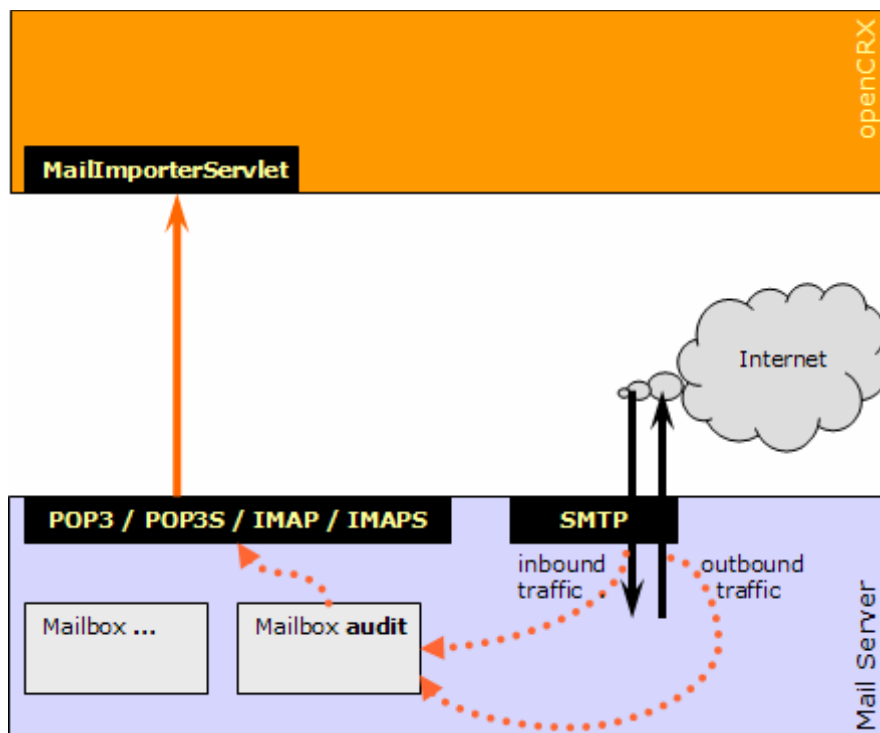 openCRX
MailImporterServlet
Internet
POP3 / POP3S / IMAP / IMAPS
SMTP
inbound
traffic .
outbound
traffic
Mailbox ...
Mailbox audit
Mail Server